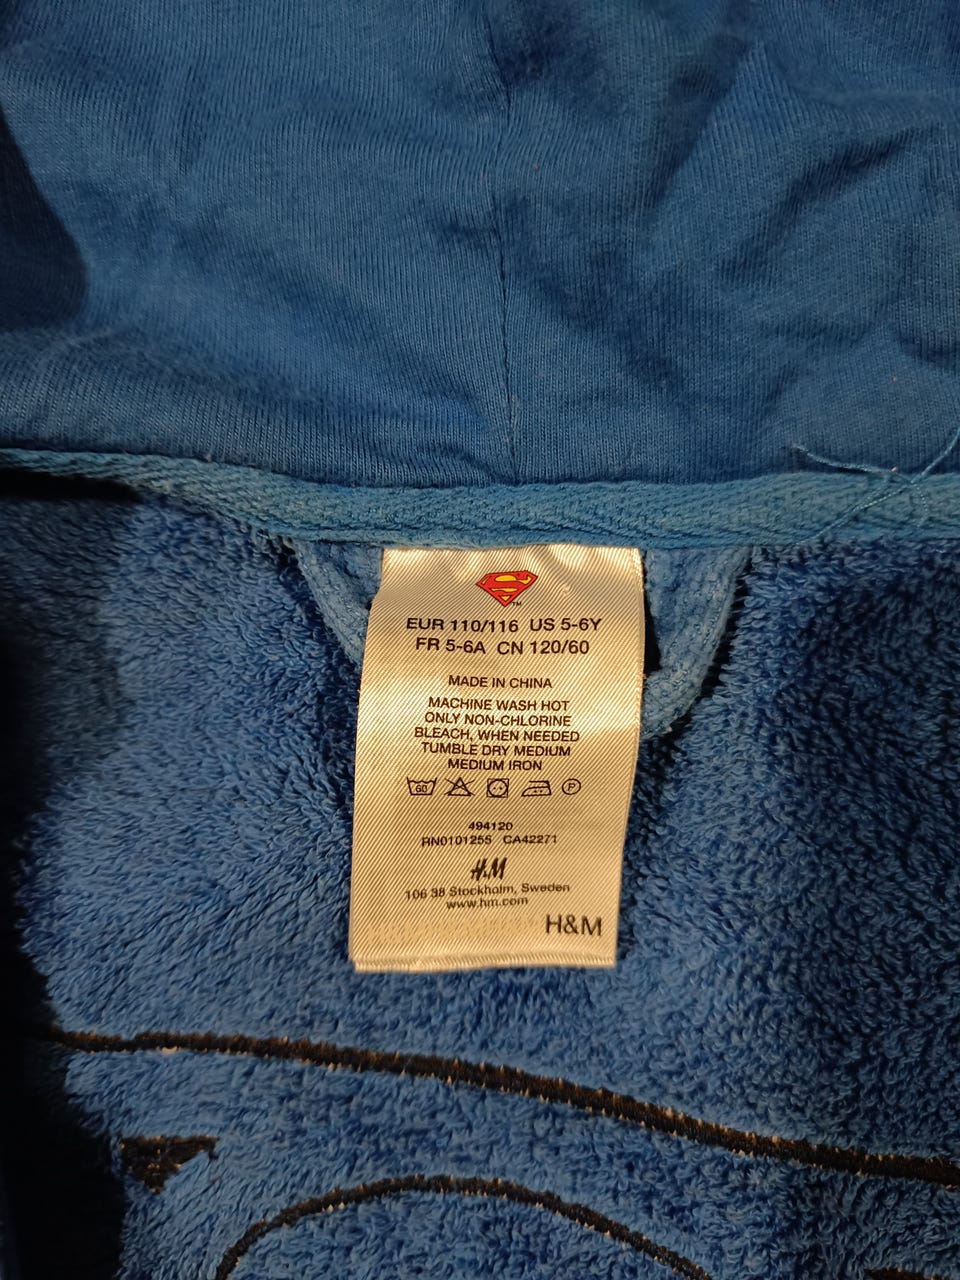 S
TM
EUR 110/116 US 5-6Y
FR 5-6A CN 120/60
MADE IN CHINA
MACHINE WASH HOT
ONLY NON-CHLORINE
BLEACH, WHEN NEEDED
TUMBLE DRY MEDIUM
MEDIUM IRON
60 P
494120
RN0101255 CA42271
H&M
106 38 Stockholm, Sweden
www.hm.com
H&M